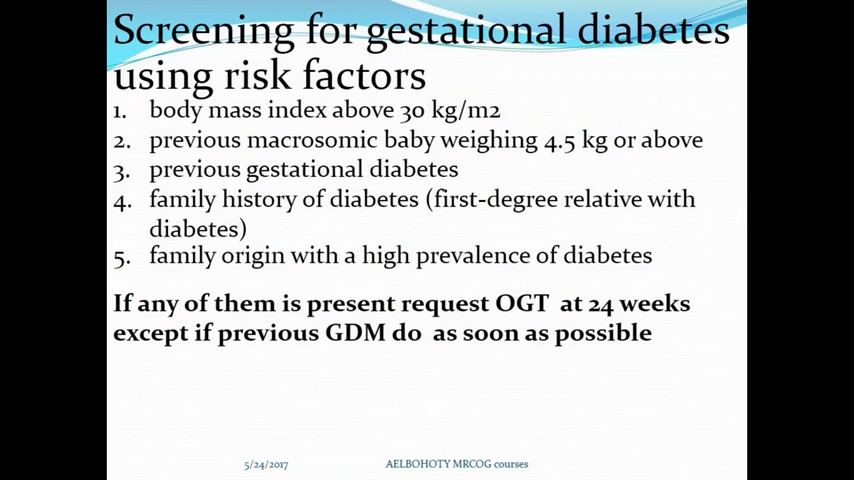 Screening for gestational diabetes
using risk factors
1. body mass index above 30 kg/m2
2. previous macrosomic baby weighing 4.5 kg or above
3. previous gestational diabetes
4. family history of diabetes (first-degree relative with
diabetes)
5. family origin with a high prevalence of diabetes
If any of them is present request OGT at 24 weeks
except if previous GDM do as soon as possible
5/24/2017 AELBOHOTY MRCOG courses